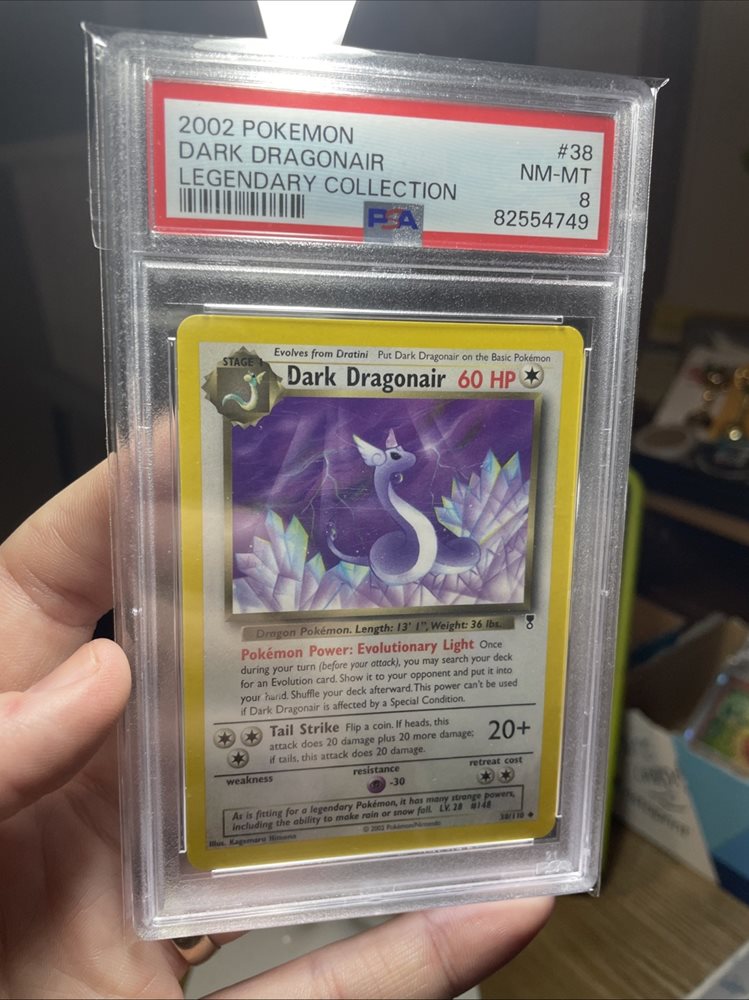 2002 POKEMON #38
DARK DRAGONAIR NM-MT
LEGENDARY COLLECTION 8
PSA 82554749
STAGE 1
Evolves from Dratini Put Dark Dragonair on the Basic Pokémon
Dark Dragonair 60 HP
Dragon Pokémon. Length: 13' 1", Weight: 36 lbs.
Pokémon Power: Evolutionary Light Once
during your turn (before your attack), you may search your deck
for an Evolution card. Show it to your opponent and put it into
your hand. Shuffle your deck afterward. This power can't be used
if Dark Dragonair is affected by a Special Condition.
Tail Strike Flip a coin. If heads, this
attack does 20 damage plus 20 more damage; 20+
if tails, this attack does 20 damage.
weakness resistance retreat cost
-30
As is fitting for a legendary Pokémon, it has many strange powers,
including the ability to make rain or snow fall. LV. 28 #148
Illus. Kagemaru Himeno © 2002 Pokémon/Nintendo 38/110